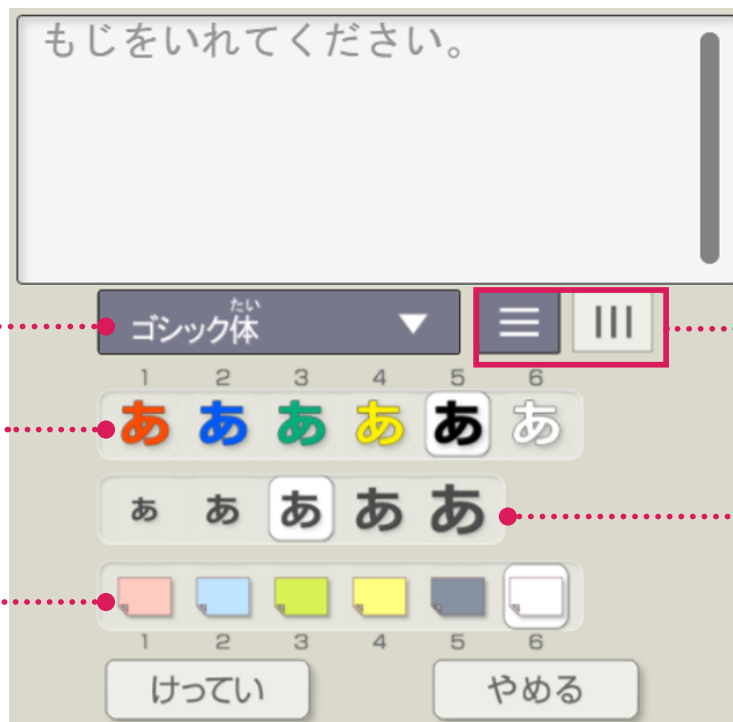 もじをいれてください。
たい
ゴシック体
1 2 3 4 5 6
あ あ あ あ あ あ
あ あ あ あ あ
1 2 3 4 5 6
けってい やめる